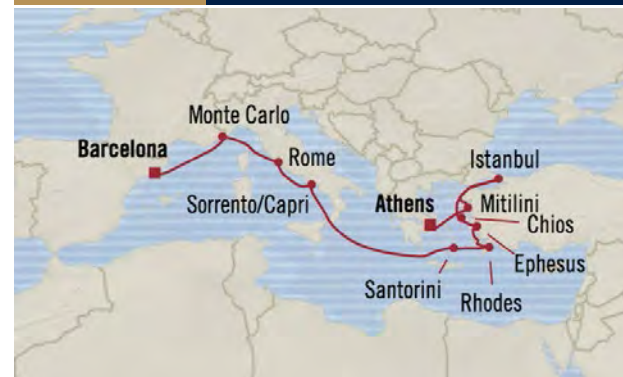 Monte Carlo
Barcelona
Rome
Istanbul
Sorrento/Capri
Athens
Mitilini
Chios
Ephesus
Santorini
Rhodes